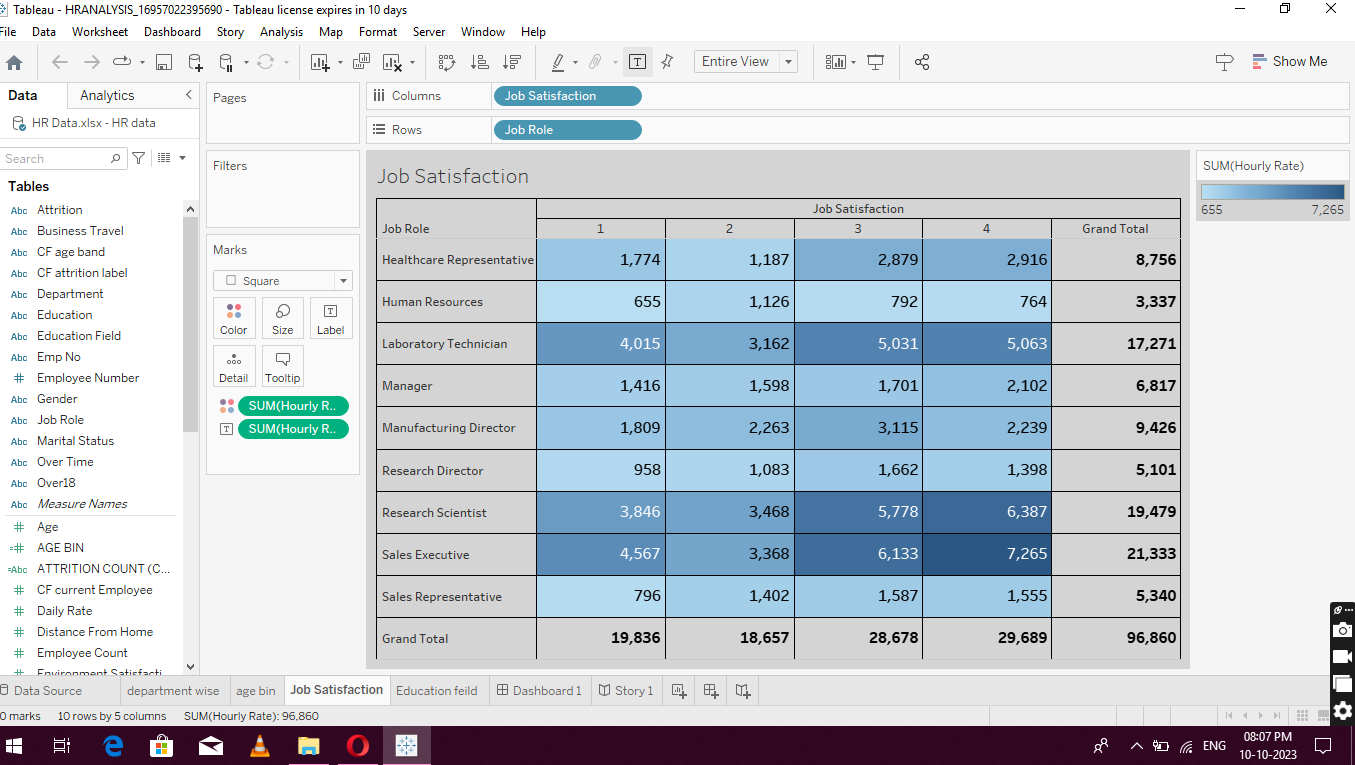 Tableau - HRANALYSIS_16957022395690 - Tableau license expires in 10 days
File Data Worksheet Dashboard Story Analysis Map Format Server Window Help
T Entire View Show Me
Data Analytics
HR Data.xlsx - HR data
Search
Tables
Abc Attrition
Abc Business Travel
Abc CF age band
Abc CF attrition label
Abc Department
Abc Education
Abc Education Field
Abc Emp No
# Employee Number
Abc Gender
Abc Job Role
Abc Marital Status
Abc Over Time
Abc Over18
Abc Measure Names
# Age
=# AGE BIN
=Abc ATTRITION COUNT (C...
# CF current Employee
# Daily Rate
# Distance From Home
# Employee Count
# Environment Satisfacti...
Pages
Filters
Marks
Square
Color Size T Label
Detail Tooltip
SUM(Hourly R..
T SUM(Hourly R..
Columns Job Satisfaction
Rows Job Role
Job Satisfaction
Job Satisfaction
Job Role 1 2 3 4 Grand Total
Healthcare Representative 1,774 1,187 2,879 2,916 8,756
Human Resources 655 1,126 792 764 3,337
Laboratory Technician 4,015 3,162 5,031 5,063 17,271
Manager 1,416 1,598 1,701 2,102 6,817
Manufacturing Director 1,809 2,263 3,115 2,239 9,426
Research Director 958 1,083 1,662 1,398 5,101
Research Scientist 3,846 3,468 5,778 6,387 19,479
Sales Executive 4,567 3,368 6,133 7,265 21,333
Sales Representative 796 1,402 1,587 1,555 5,340
Grand Total 19,836 18,657 28,678 29,689 96,860
SUM(Hourly Rate)
655 7,265
Data Source department wise age bin Job Satisfaction Education feild Dashboard 1 Story 1
0 marks 10 rows by 5 columns SUM(Hourly Rate): 96,860
ENG
08:07 PM
10-10-2023